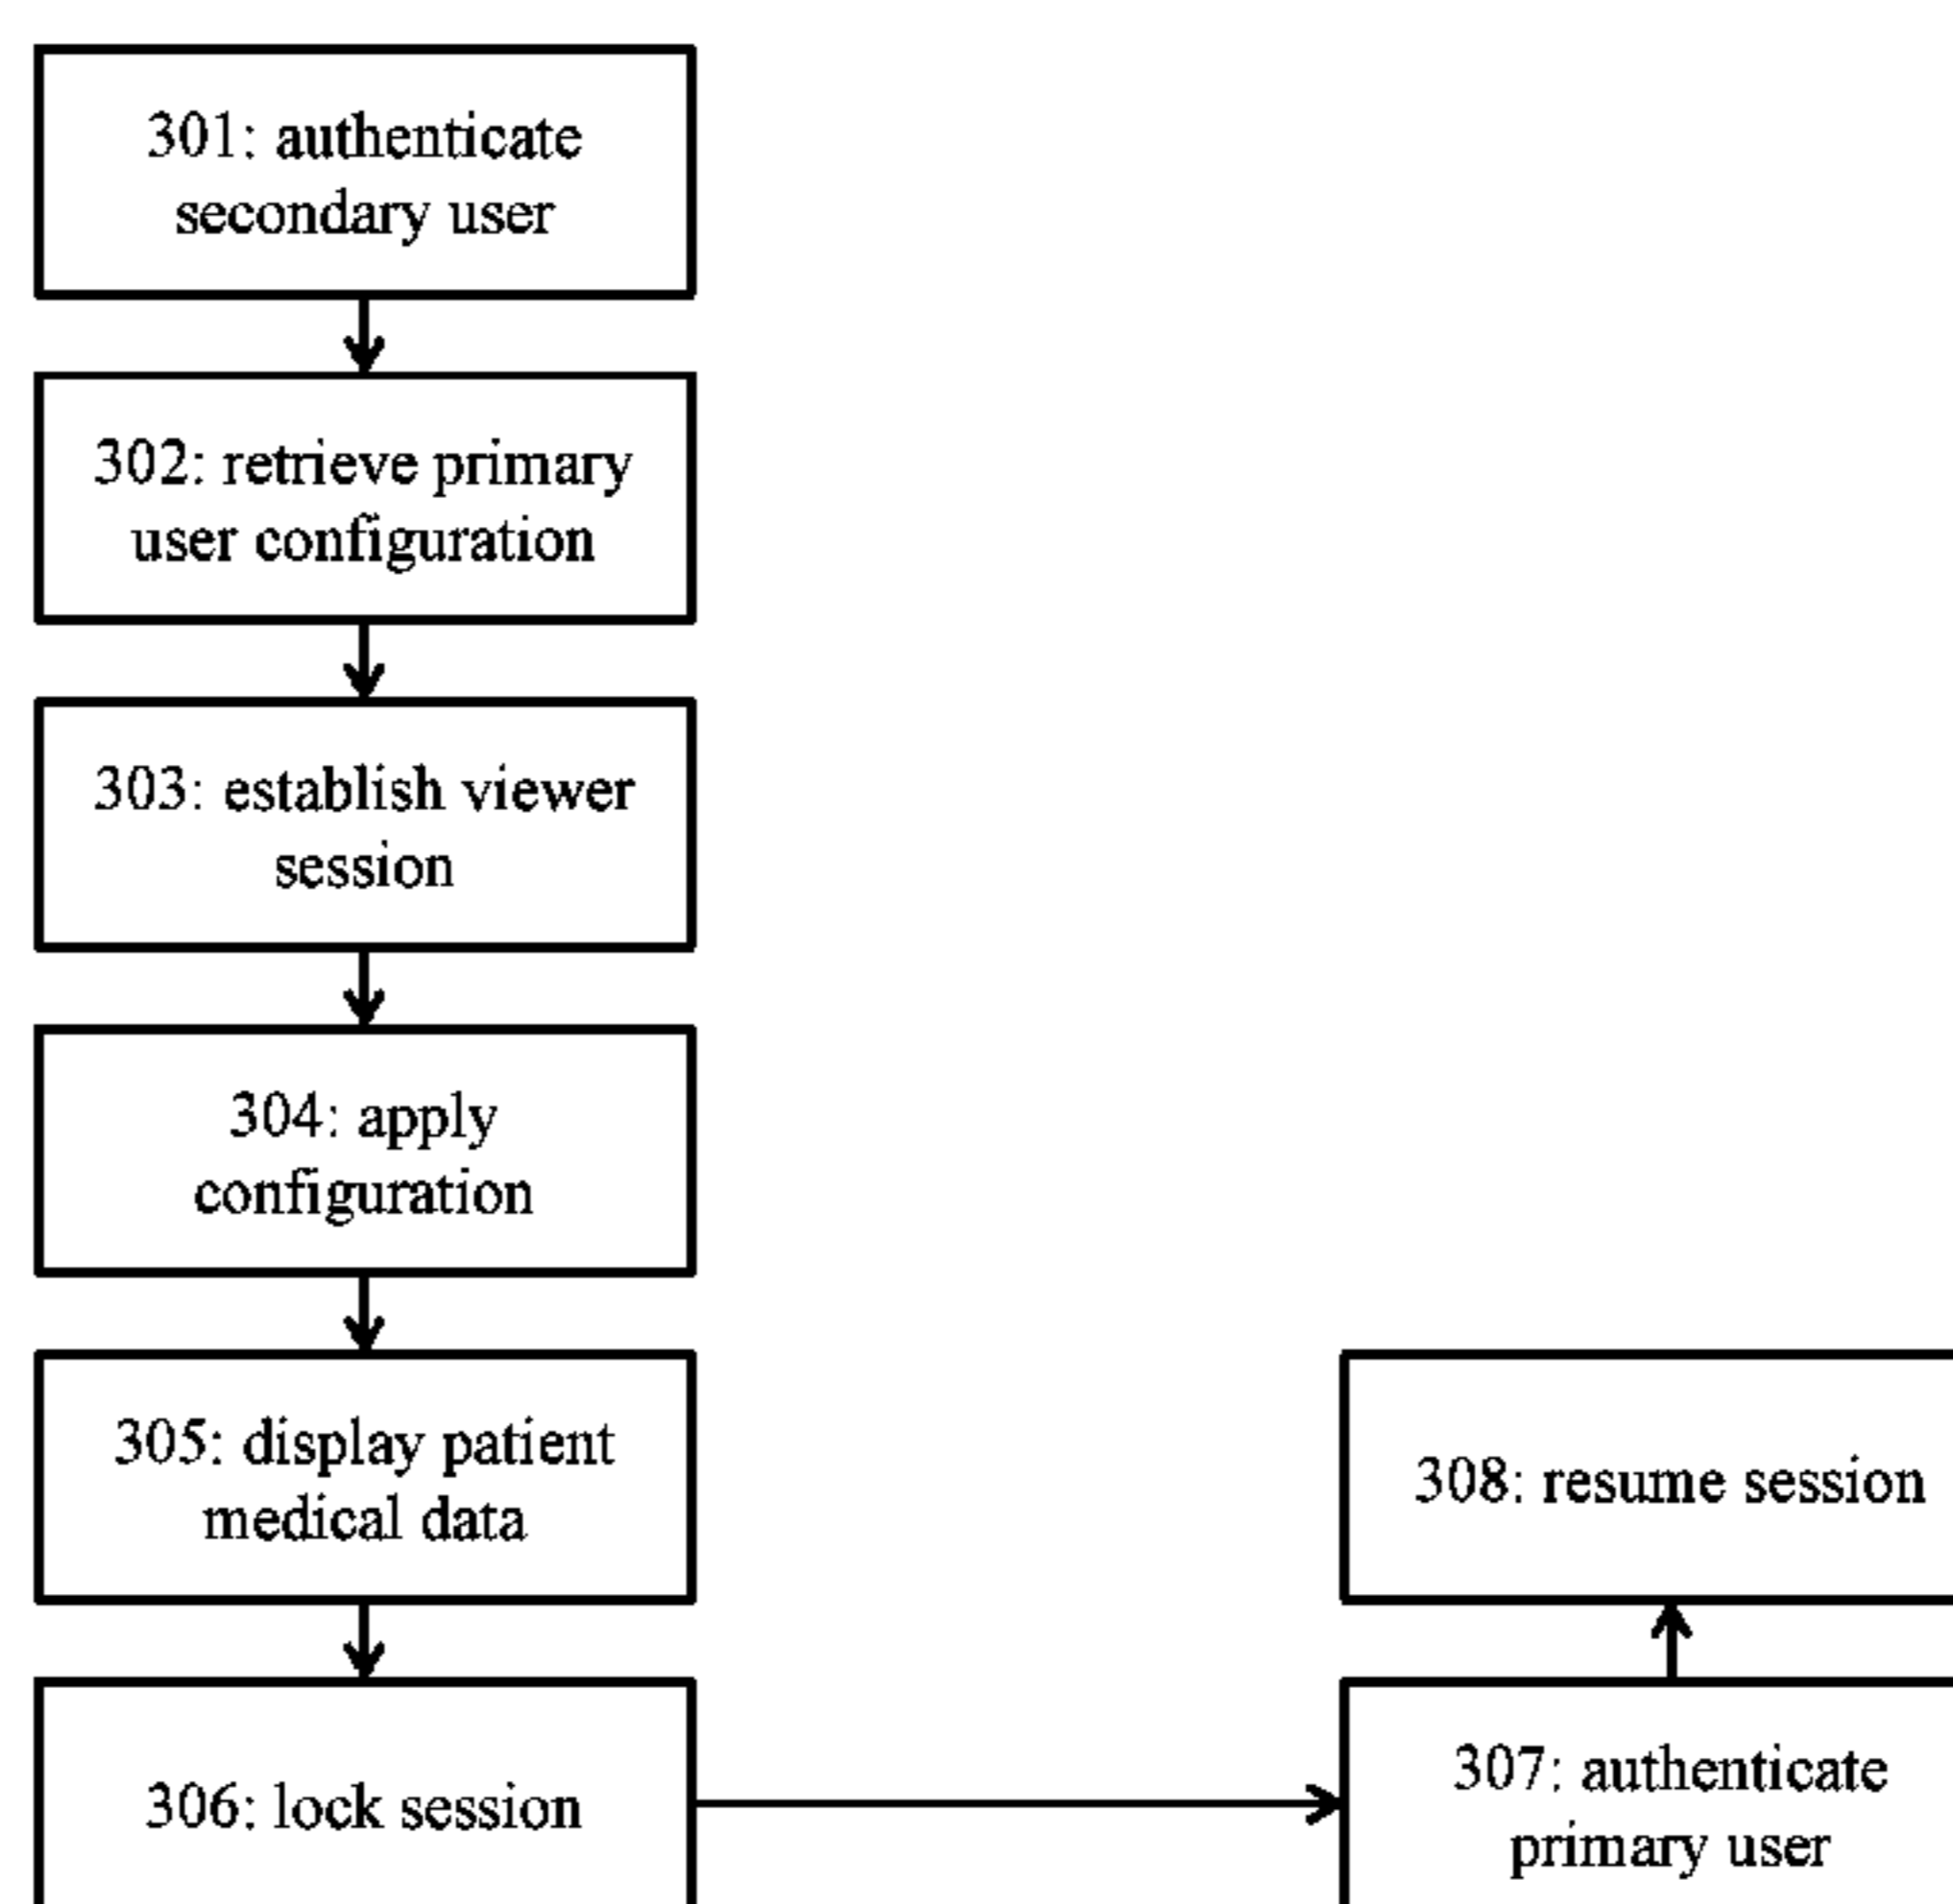 301: authenticate
secondary user
302: retrieve primary
user configuration
303: establish viewer
session
304: apply
configuration
305: display patient
medical data
306: lock session
307: authenticate
primary user
308: resume session